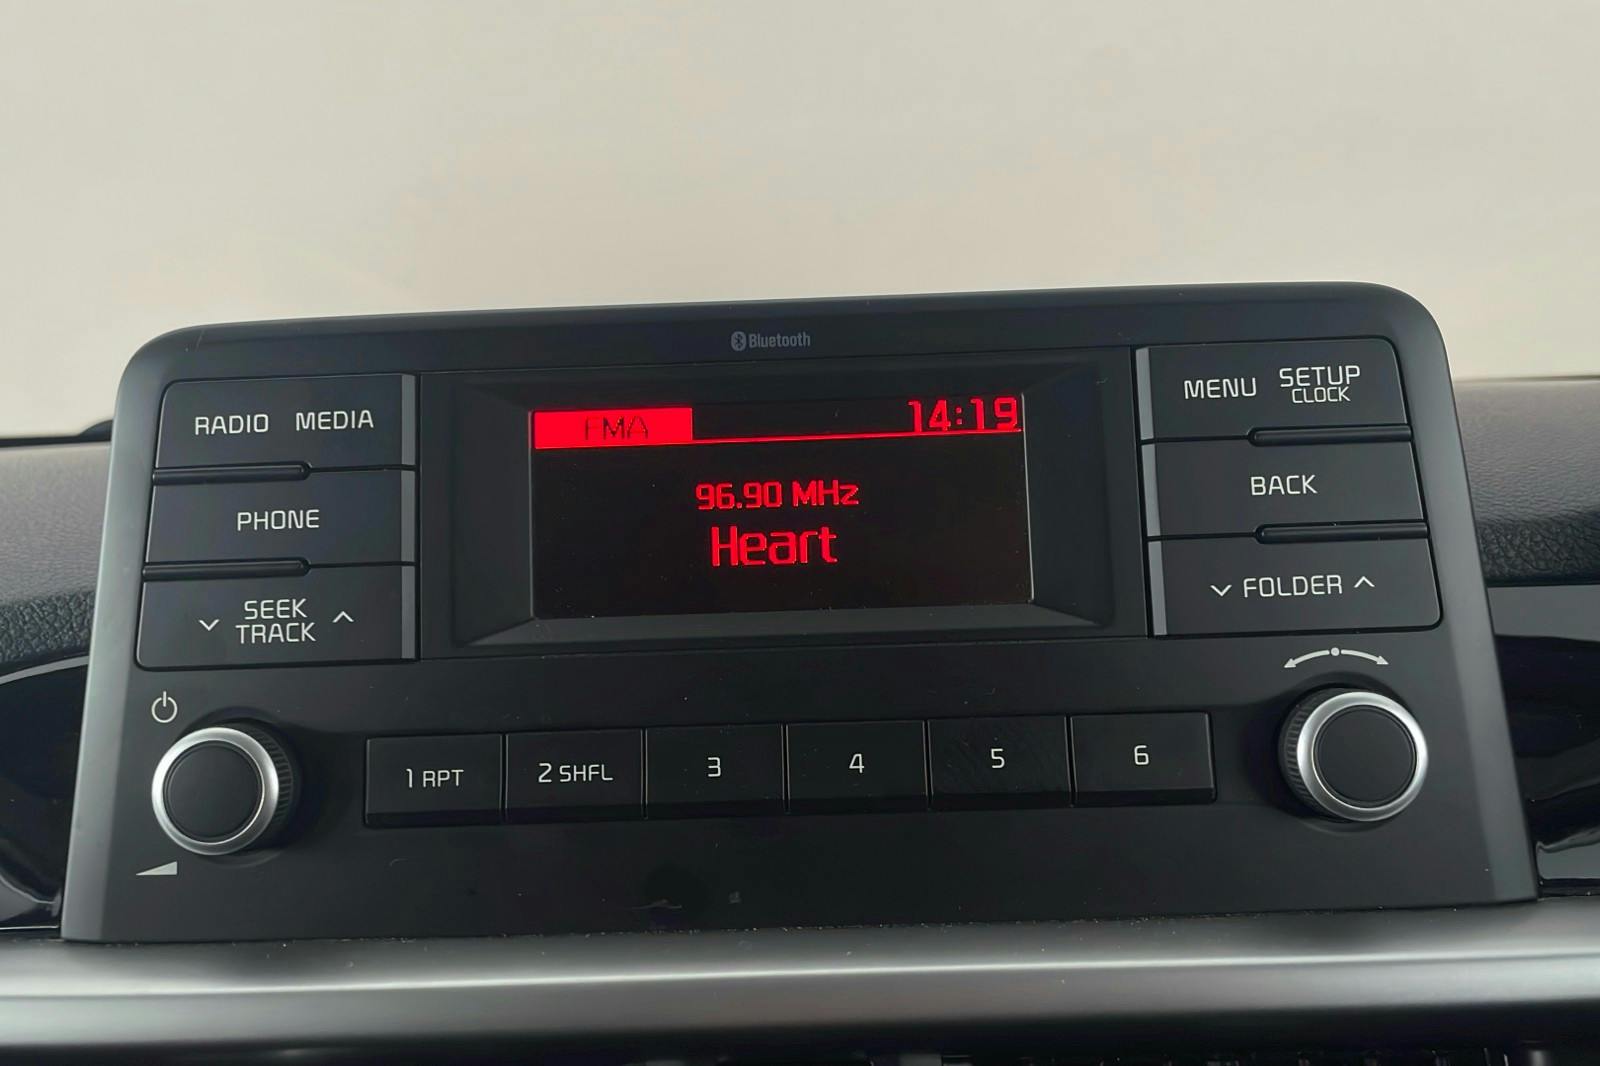 Bluetooth
RADIO MEDIA
FMA 14:19
MENU SETUP
CLOCK
PHONE
96.90 MHz
Heart
BACK
SEEK
TRACK
FOLDER
1 RPT
2 SHFL
3
4
5
6